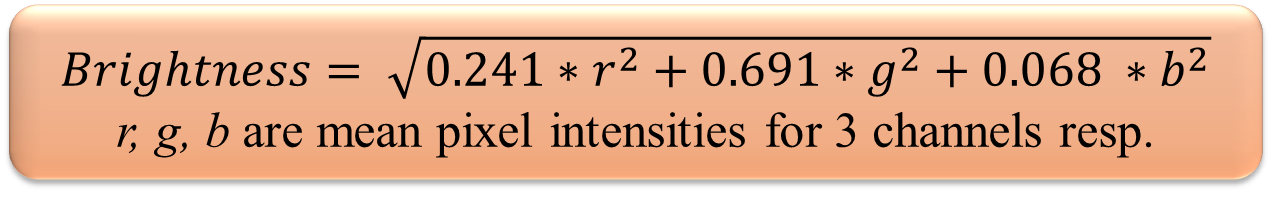 Brightness = √0.241 * r² + 0.691 * g² + 0.068 * b²
r, g, b are mean pixel intensities for 3 channels resp.